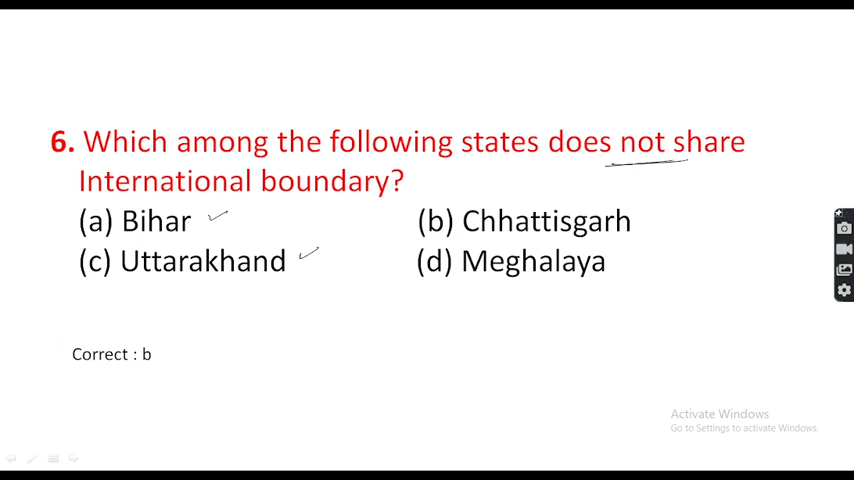 6. Which among the following states does not share
International boundary?
(a) Bihar (b) Chhattisgarh
(c) Uttarakhand (d) Meghalaya
Correct : b
Activate Windows
Go to Settings to activate Windows.